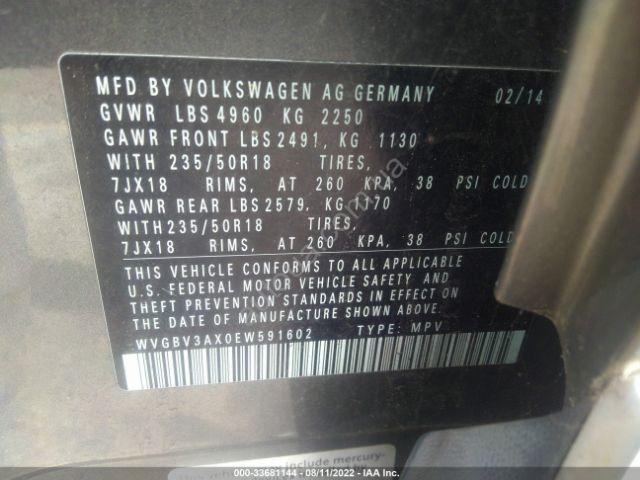 MFD BY VOLKSWAGEN AG GERMANY 02/14
GVWR LBS 4960 KG 2250
GAWR FRONT LBS 2491, KG 1130
WITH 235/50R18 TIRES,
7JX18 RIMS, AT 260 KPA, 38 PSI COLD
GAWR REAR LBS 2579, KG 1170
WITH 235/50R18 TIRES,
7JX18 RIMS, AT 260 KPA, 38 PSI COLD
THIS VEHICLE CONFORMS TO ALL APPLICABLE
U.S. FEDERAL MOTOR VEHICLE SAFETY AND
THEFT PREVENTION STANDARDS IN EFFECT ON
THE DATE OF MANUFACTURE SHOWN ABOVE.
WVGBV3AX0EW591602 TYPE: MPV
include mercury-
000-33681144 - 08/11/2022 - IAA Inc.